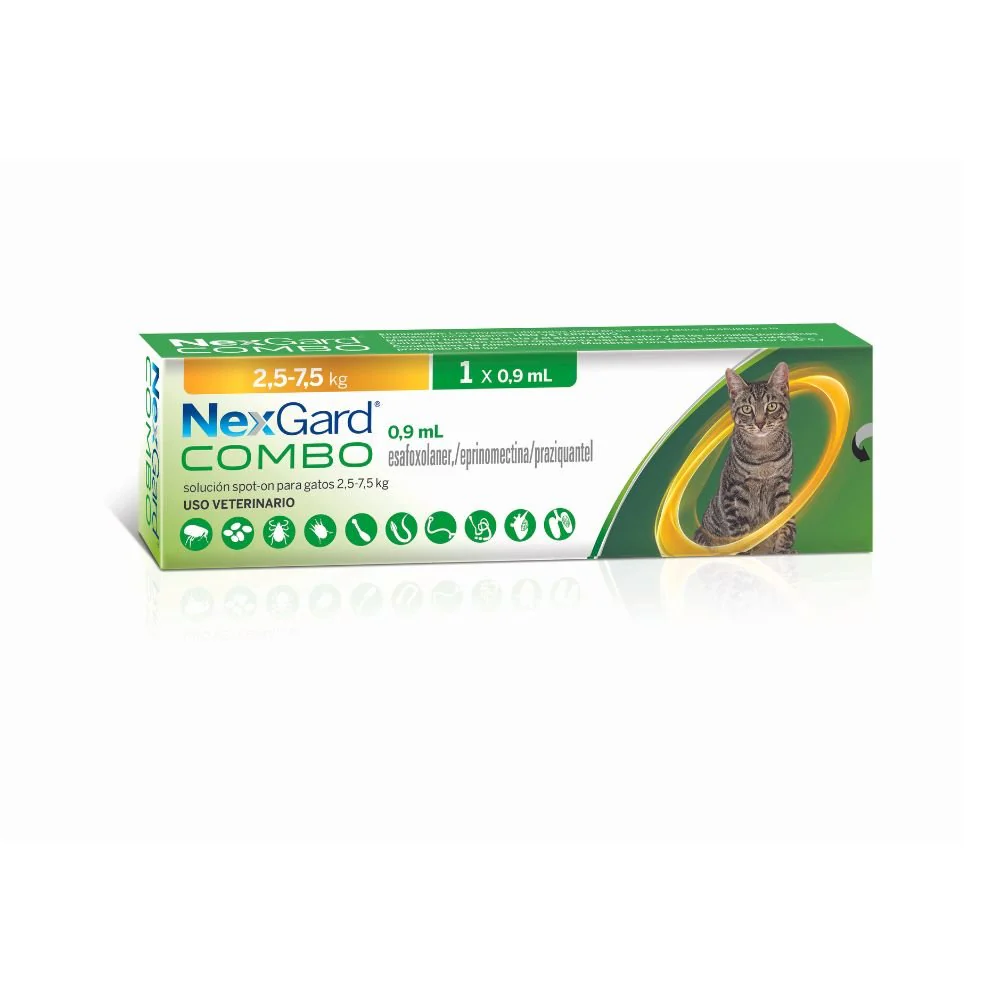 NexGard
COMBO
NexGard
COMBO
2,5-7,5 kg
1 x 0,9 mL
NexGard®
COMBO
0,9 mL
esafoxolaner,/eprinomectina/praziquantel
solución spot-on para gatos 2,5-7,5 kg
USO VETERINARIO